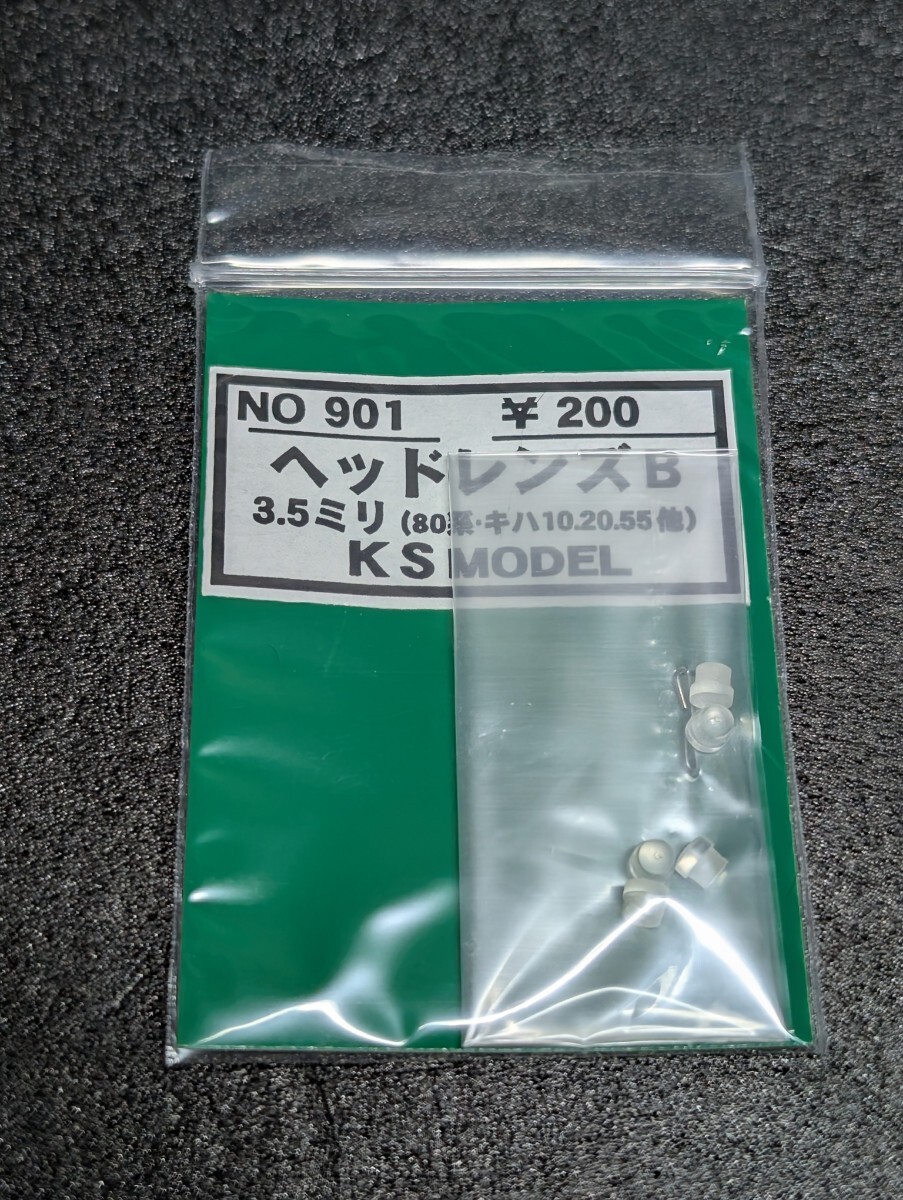 NO 901 ¥ 200
ヘッドレンズB
3.5ミリ (80系・キハ10.20.55他)
KS MODEL